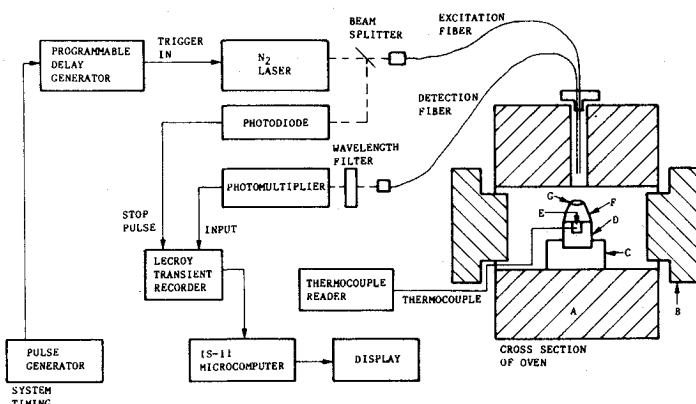 PROGRAMMABLE
DELAY
GENERATOR
TRIGGER
IN
N2
LASER
BEAM
SPLITTER
EXCITATION
FIBER
DETECTION
FIBER
PHOTODIODE
WAVELENGTH
FILTER
PHOTOMULTIPLIER
STOP
PULSE
INPUT
LECROY
TRANSIENT
RECORDER
THERMOCOUPLE
READER
THERMOCOUPLE
G
F
E
D
C
A
B
CROSS SECTION
OF OVEN
PULSE
GENERATOR
SYSTEM
TIMING
IS-11
MICROCOMPUTER
DISPLAY